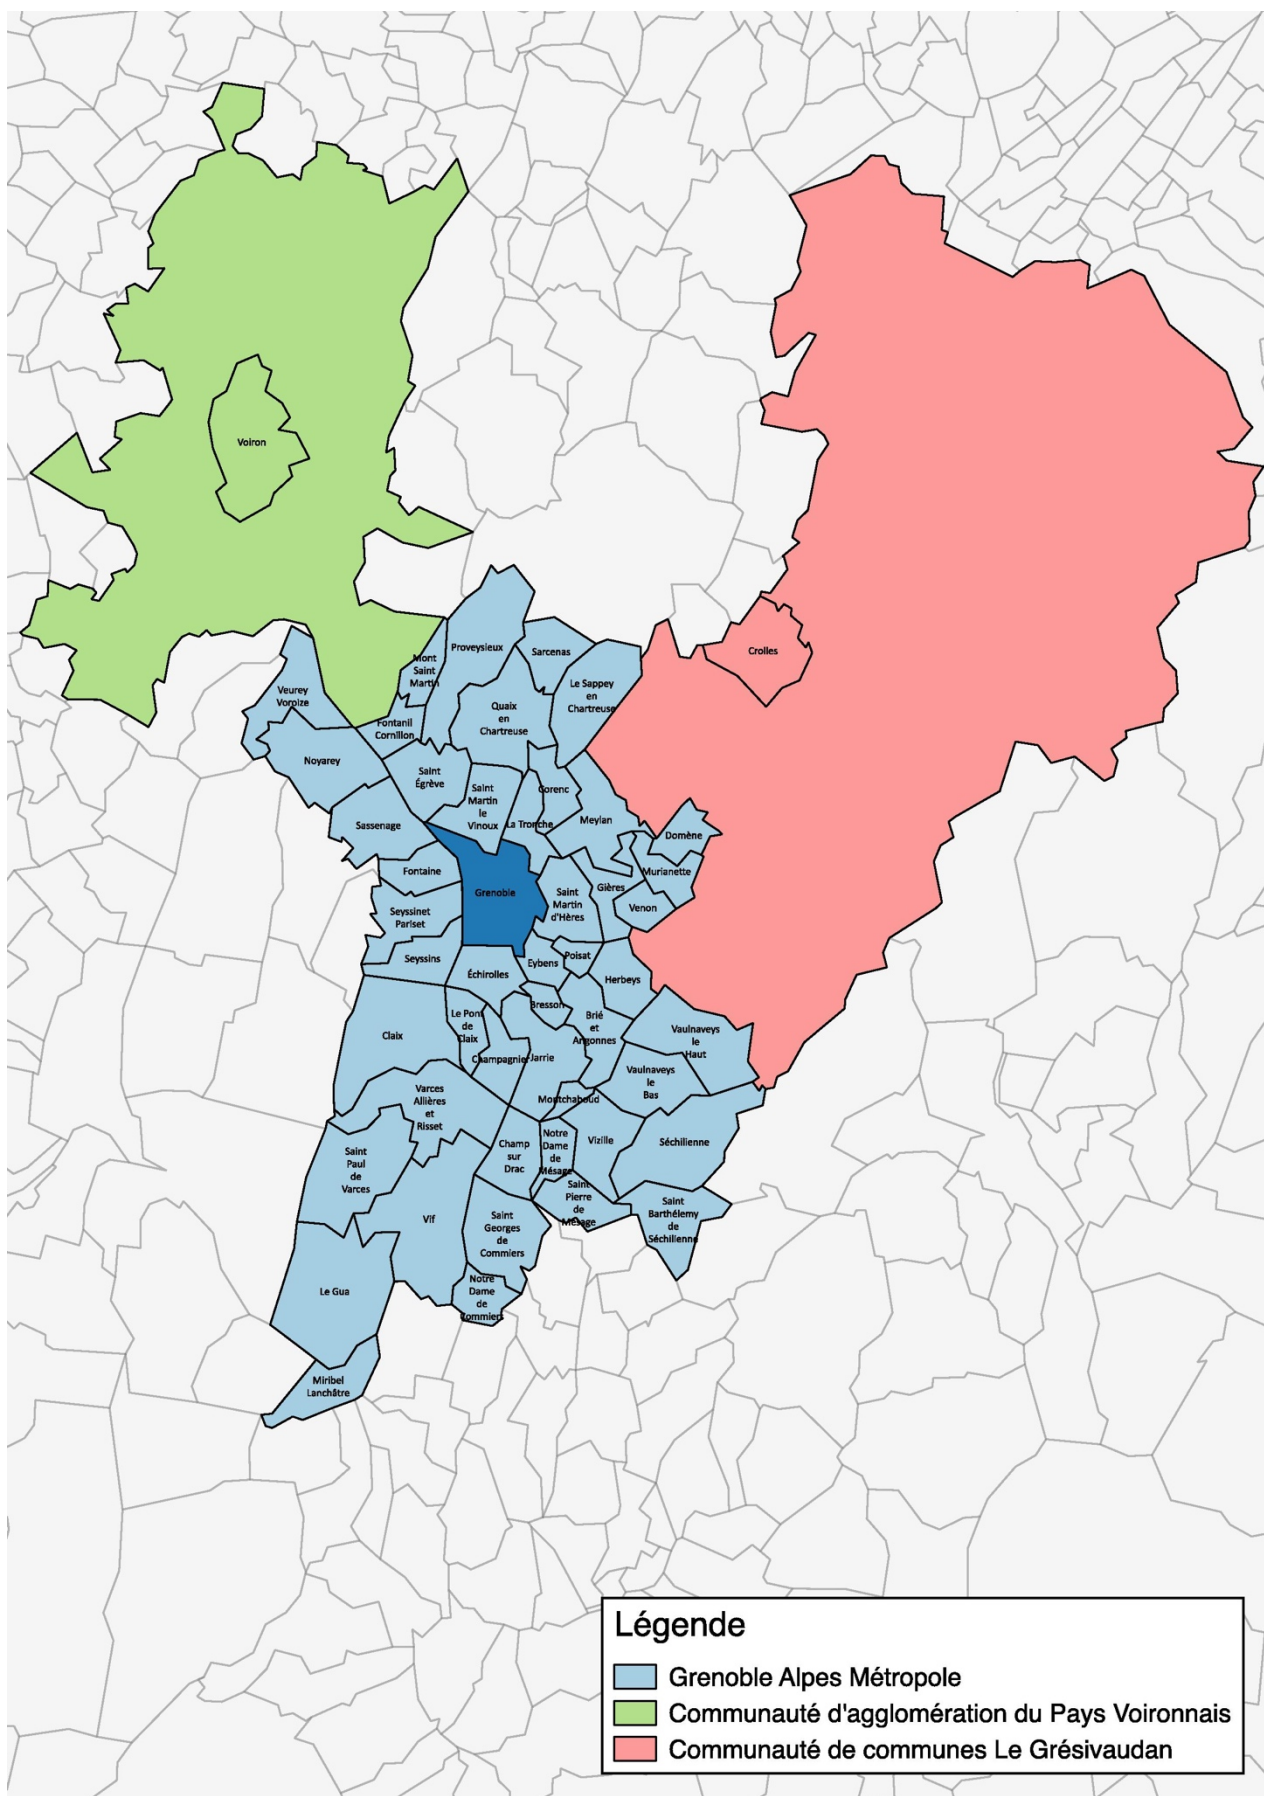 Voiron
Crolles
Proveysieux
Sarcenas
Mont
Saint
Martin
Le Sappey
en
Chartreuse
Veurey
Voroize
Quaix
en
Chartreuse
Fontanil
Cornillon
Noyarey
Saint
Égrève
Saint
Martin
le
Vinoux
Corenc
Meylan
La Tronche
Sassenage
Domène
Fontaine
Murianette
Grenoble
Gières
Saint
Martin
d'Hères
Venon
Seyssinet
Pariset
Seyssins
Échirolles
Eybens
Poisat
Herbeys
Bresson
Le Pont
de
Claix
Brié
et
Angonnes
Claix
Vaulnaveys
le
Haut
Champagnier
Jarrie
Vaulnaveys
le
Bas
Varces
Allières
et
Risset
Montchaboud
Saint
Paul
de
Varces
Champ
sur
Drac
Notre
Dame
de
Mésage
Vizille
Séchilienne
Saint
Pierre
de
Mésage
Saint
Barthélemy
de
Séchilienne
Vif
Saint
Georges
de
Commiers
Le Gua
Notre
Dame
de
Commiers
Miribel
Lanchâtre
Légende
Grenoble Alpes Métropole
Communauté d'agglomération du Pays Voironnais
Communauté de communes Le Grésivaudan